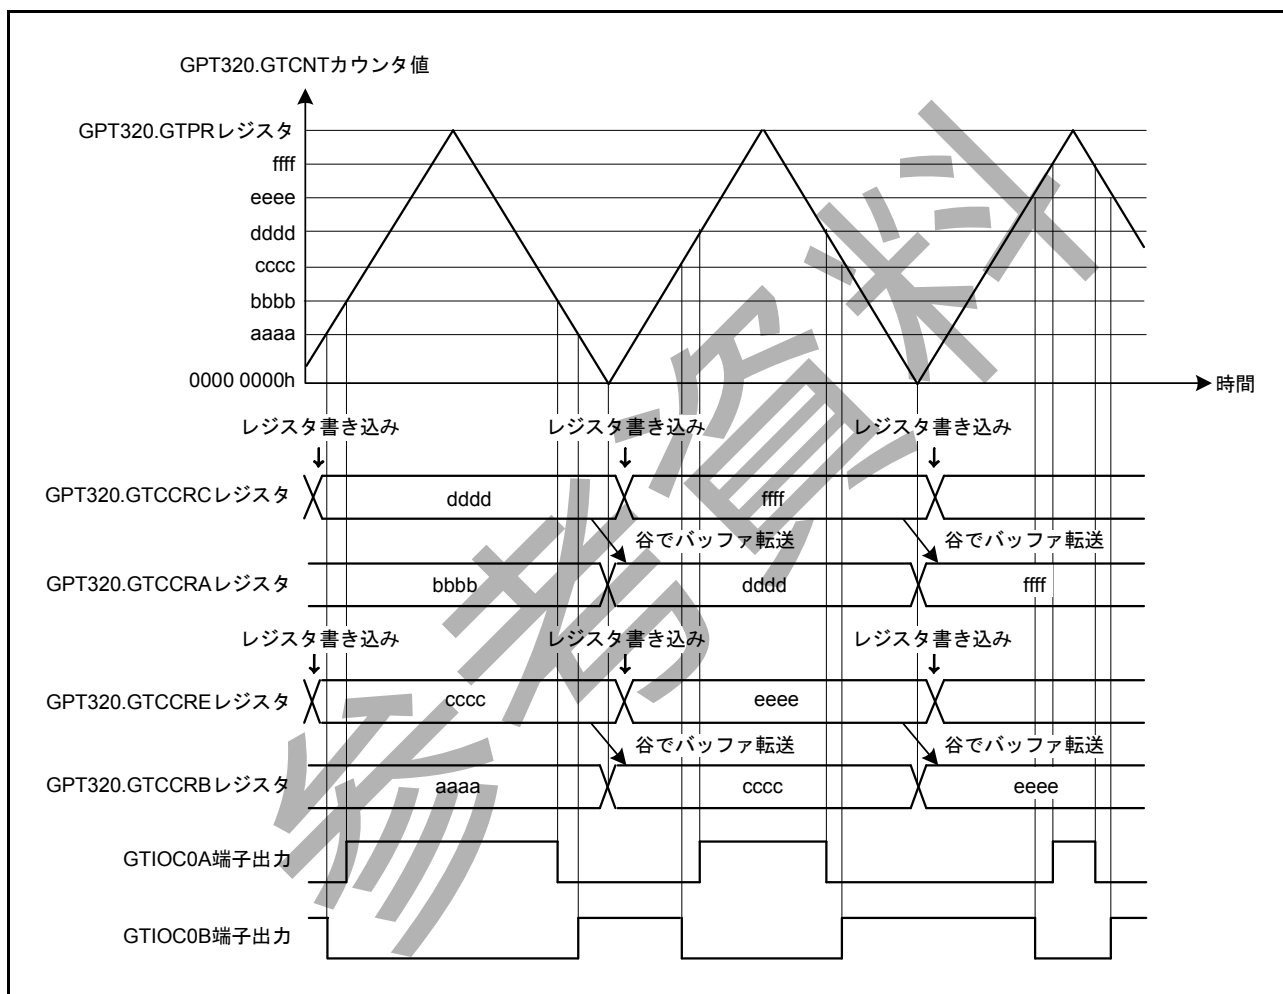 GPT320.GTCNTカウンタ値
GPT320.GTPRレジスタ
ffff
eeee
dddd
cccc
bbbb
aaaa
0000 0000h
時間
レジスタ書き込み レジスタ書き込み レジスタ書き込み
GPT320.GTCCRCレジスタ dddd ffff
谷でバッファ転送 谷でバッファ転送
GPT320.GTCCRAレジスタ bbbb dddd ffff
レジスタ書き込み レジスタ書き込み レジスタ書き込み
GPT320.GTCCREレジスタ cccc eeee
谷でバッファ転送 谷でバッファ転送
GPT320.GTCCRBレジスタ aaaa cccc eeee
GTIOC0A端子出力
GTIOC0B端子出力
参考資料